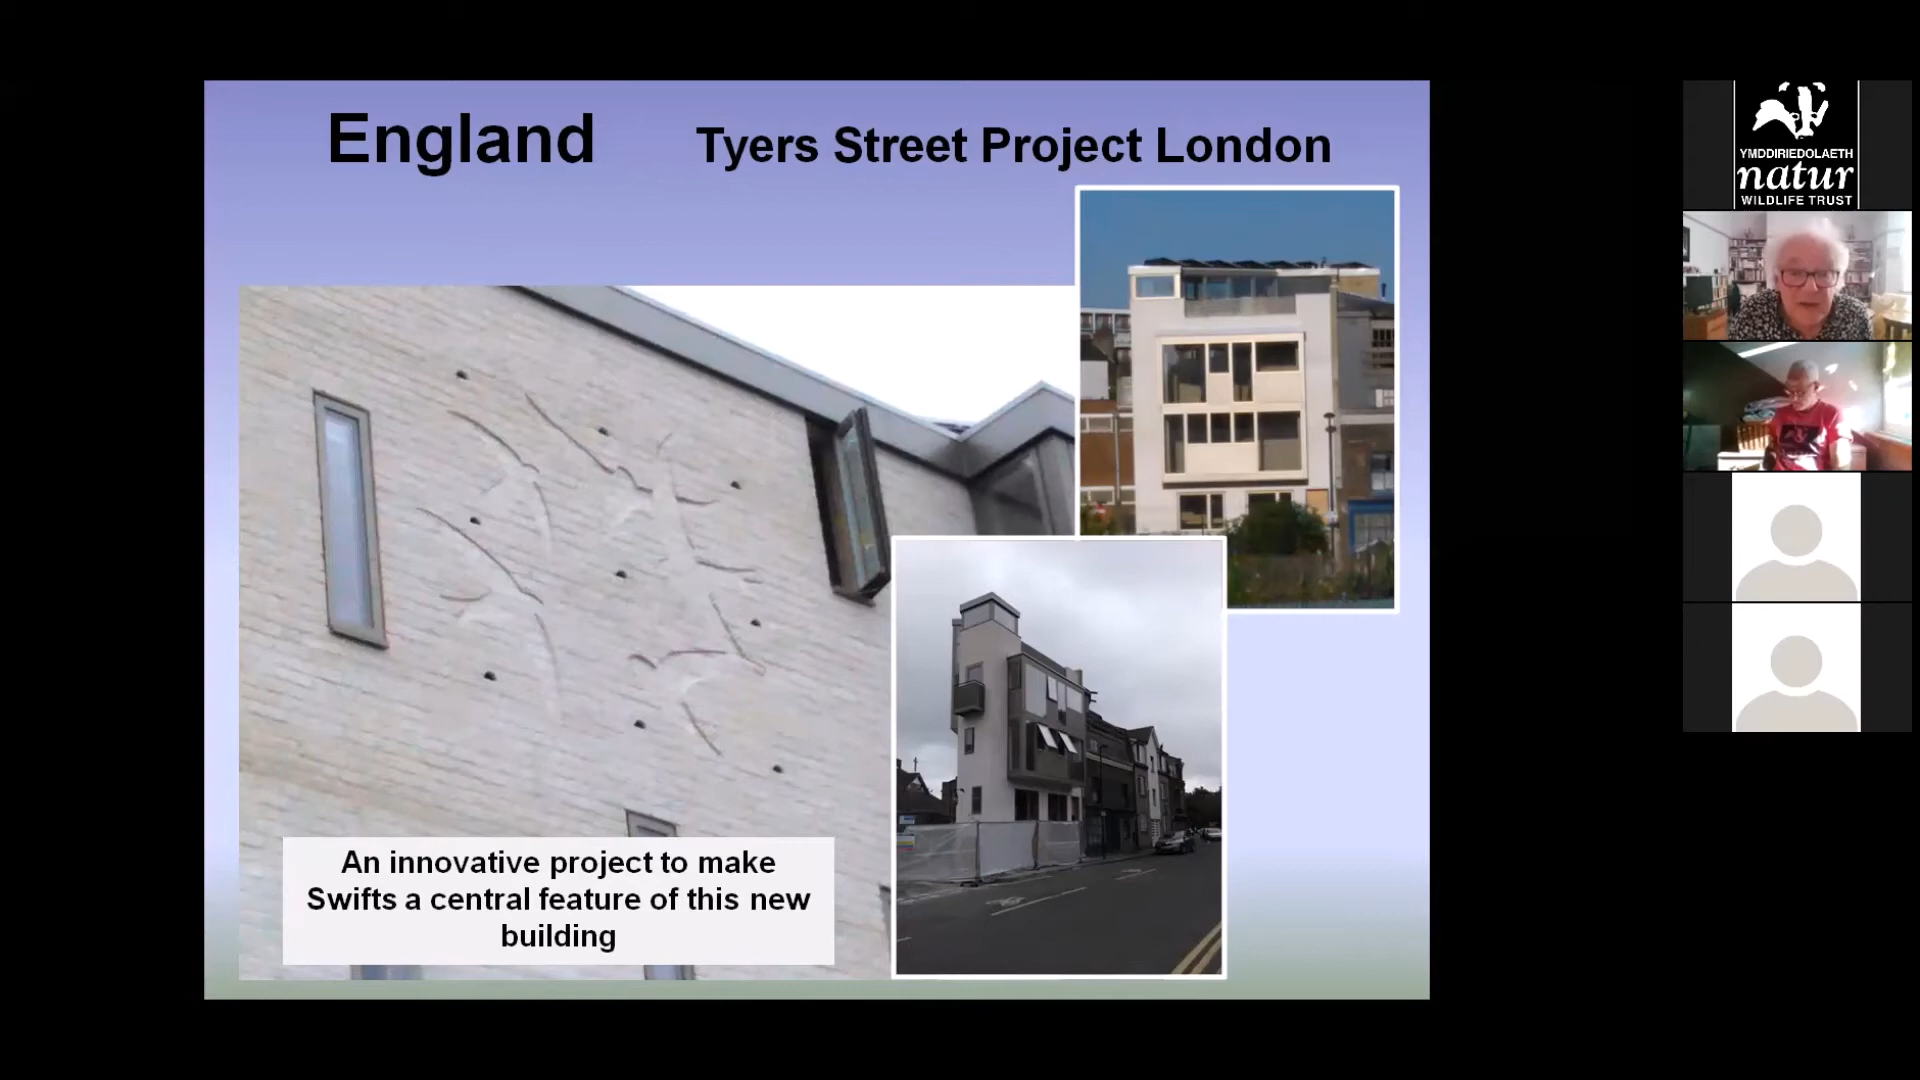 England
Tyers Street Project London
An innovative project to make
Swifts a central feature of this new
building
YMDDIRIEDOLAETH
natur
WILDLIFE TRUST